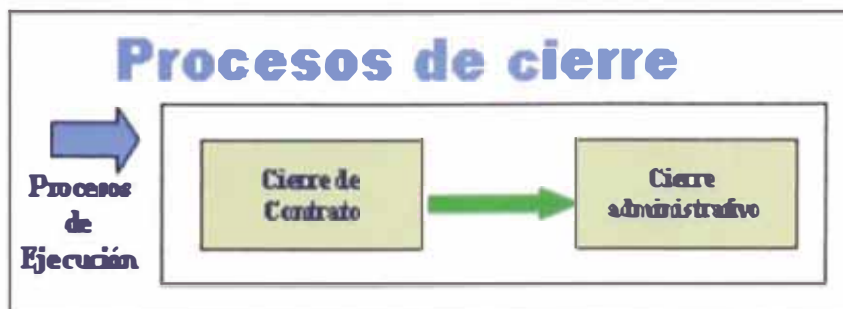 Procesos de cierre
Procesos
de
Ejecución
Cierre de
Contrato
Cierre
administrativo